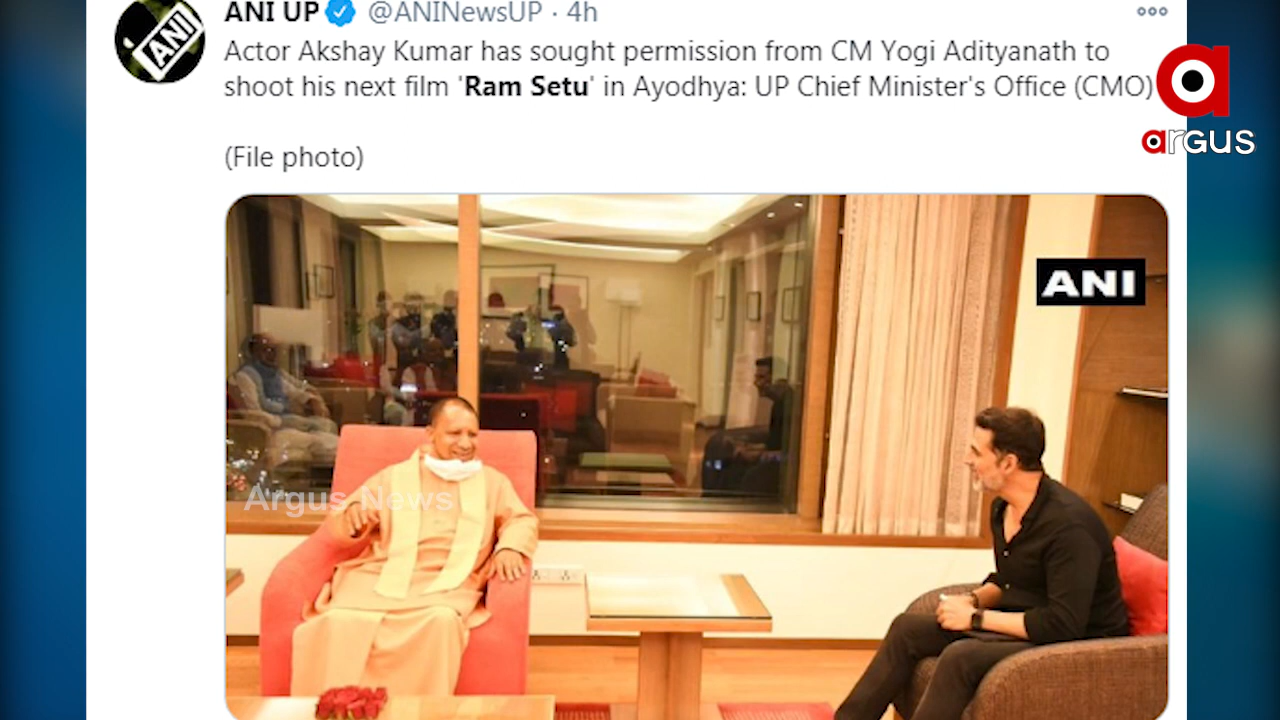 ANI UP @ANINewsUP · 4h
Actor Akshay Kumar has sought permission from CM Yogi Adityanath to
shoot his next film 'Ram Setu' in Ayodhya: UP Chief Minister's Office (CMO)
(File photo)
ANI
a
argus
ANI
Argus News